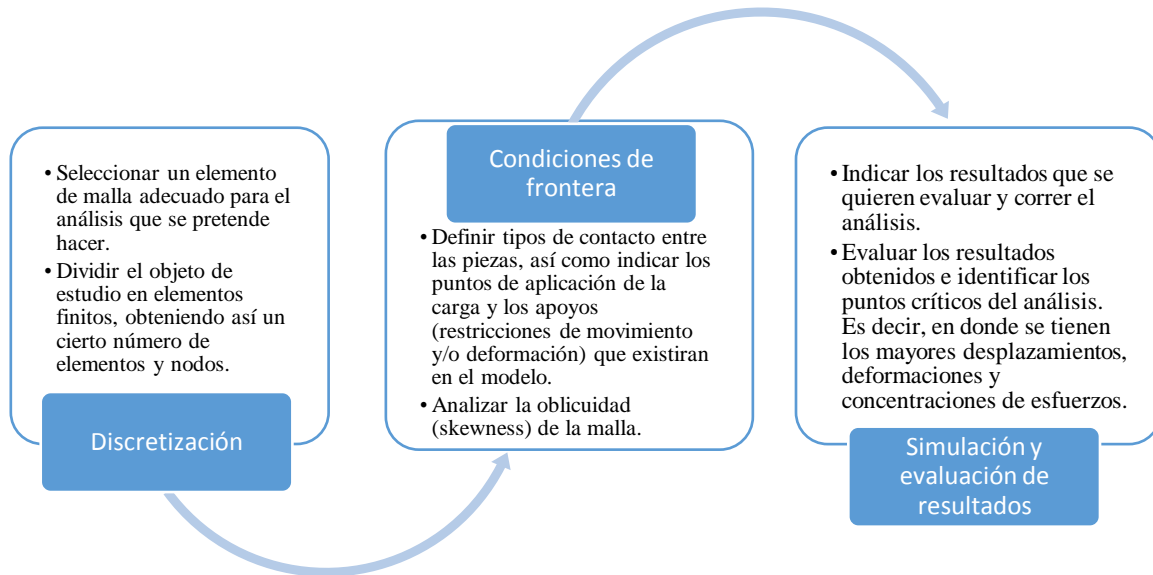 • Seleccionar un elemento
de malla adecuado para el
análisis que se pretende
hacer.
• Dividir el objeto de
estudio en elementos
finitos, obteniendo así un
cierto número de
elementos y nodos.
Discretización
Condiciones de
frontera
• Definir tipos de contacto entre
las piezas, así como indicar los
puntos de aplicación de la
carga y los apoyos
(restricciones de movimiento
y/o deformación) que existiran
en el modelo.
• Analizar la oblicuidad
(skewness) de la malla.
• Indicar los resultados que se
quieren evaluar y correr el
análisis.
• Evaluar los resultados
obtenidos e identificar los
puntos críticos del análisis.
Es decir, en donde se tienen
los mayores desplazamientos,
deformaciones y
concentraciones de esfuerzos.
Simulación y
evaluación de
resultados